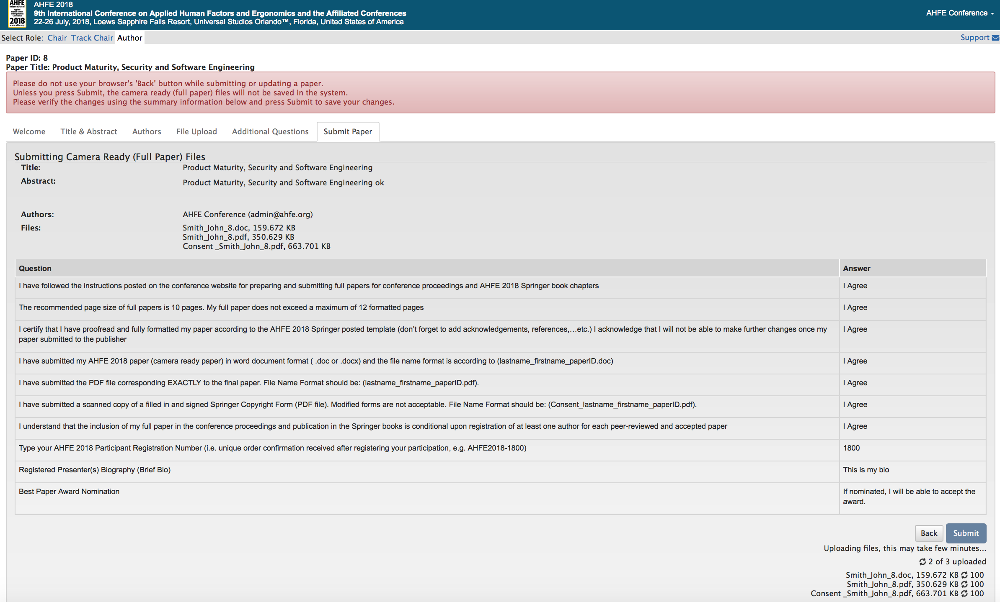 AHFE
International
Applied
Human Factors
and Ergonomics
Conference
2018
www.ahfe.org
AHFE 2018
9th International Conference on Applied Human Factors and Ergonomics and the Affiliated Conferences
22-26 July, 2018, Loews Sapphire Falls Resort, Universal Studios Orlando™, Florida, United States of America
AHFE Conference
Select Role: Chair Track Chair Author
Support
Paper ID: 8
Paper Title: Product Maturity, Security and Software Engineering
Please do not use your browser's 'Back' button while submitting or updating a paper.
Unless you press Submit, the camera ready (full paper) files will not be saved in the system.
Please verify the changes using the summary information below and press Submit to save your changes.
Welcome Title & Abstract Authors File Upload Additional Questions Submit Paper
Submitting Camera Ready (Full Paper) Files
Title: Product Maturity, Security and Software Engineering
Abstract: Product Maturity, Security and Software Engineering ok
Authors: AHFE Conference (admin@ahfe.org)
Files: Smith_John_8.doc, 159.672 KB
Smith_John_8.pdf, 350.629 KB
Consent _Smith_John_8.pdf, 663.701 KB
Question Answer
I have followed the instructions posted on the conference website for preparing and submitting full papers for conference proceedings and AHFE 2018 Springer book chapters I Agree
The recommended page size of full papers is 10 pages. My full paper does not exceed a maximum of 12 formatted pages I Agree
I certify that I have proofread and fully formatted my paper according to the AHFE 2018 Springer posted template (don’t forget to add acknowledgements, references,…etc.) I acknowledge that I will not be able to make further changes once my I Agree
paper submitted to the publisher
I have submitted my AHFE 2018 paper (camera ready paper) in word document format ( .doc or .docx) and the file name format is according to (lastname_firstname_paperID.doc) I Agree
I have submitted the PDF file corresponding EXACTLY to the final paper. File Name Format should be: (lastname_firstname_paperID.pdf). I Agree
I have submitted a scanned copy of a filled in and signed Springer Copyright Form (PDF file). Modified forms are not acceptable. File Name Format should be: (Consent_lastname_firstname_paperID.pdf). I Agree
I understand that the inclusion of my full paper in the conference proceedings and publication in the Springer books is conditional upon registration of at least one author for each peer-reviewed and accepted paper I Agree
Type your AHFE 2018 Participant Registration Number (i.e. unique order confirmation received after registering your participation, e.g. AHFE2018-1800) 1800
Registered Presenter(s) Biography (Brief Bio) This is my bio
Best Paper Award Nomination If nominated, I will be able to accept the
award.
Back Submit
Uploading files, this may take few minutes...
2 of 3 uploaded
Smith_John_8.doc, 159.672 KB 100
Smith_John_8.pdf, 350.629 KB 100
Consent _Smith_John_8.pdf, 663.701 KB 100